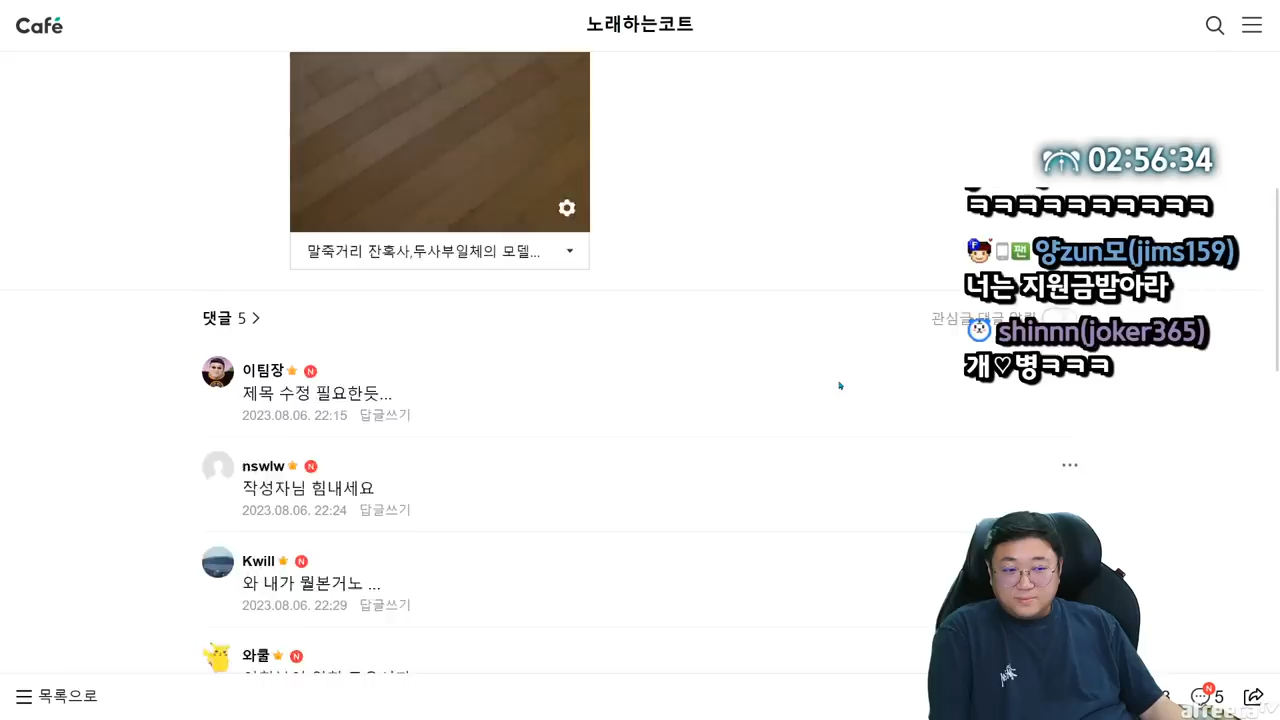 Café
노래하는코트
02:56:34
ㅋㅋㅋㅋㅋㅋㅋㅋㅋㅋ
팬 양zun모(jims159)
너는 지원금받아라
shinnn(joker365)
개♡병ㅋㅋㅋ
말죽거리 잔혹사,두사부일체의 모델...
댓글 5
관심글 댓글 알림
이팀장 N
제목 수정 필요한듯...
2023.08.06. 22:15 답글쓰기
nswlw N
작성자님 힘내세요
2023.08.06. 22:24 답글쓰기
Kwill N
와 내가 뭘본거노 ...
2023.08.06. 22:29 답글쓰기
와쿨 N
목록으로
N 5
afreecaTV